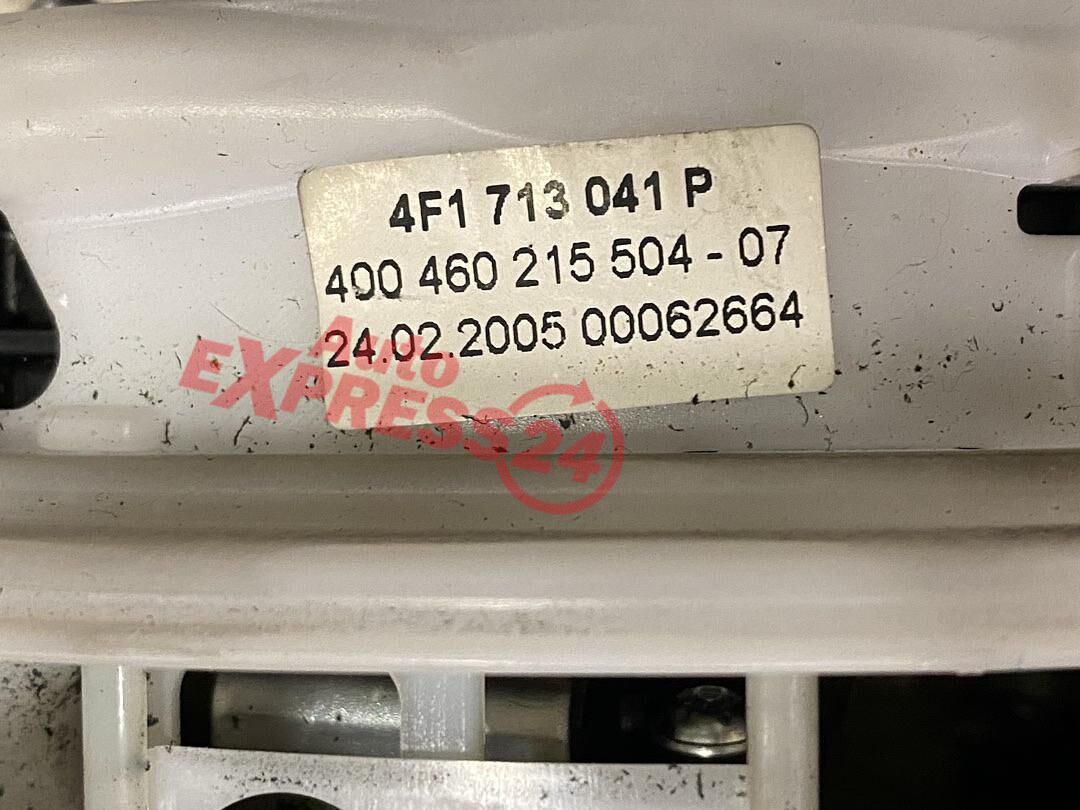 4F1 713 041 P
400 460 215 504 - 07
24.02.2005 00062664
Auto
EXPRESS24